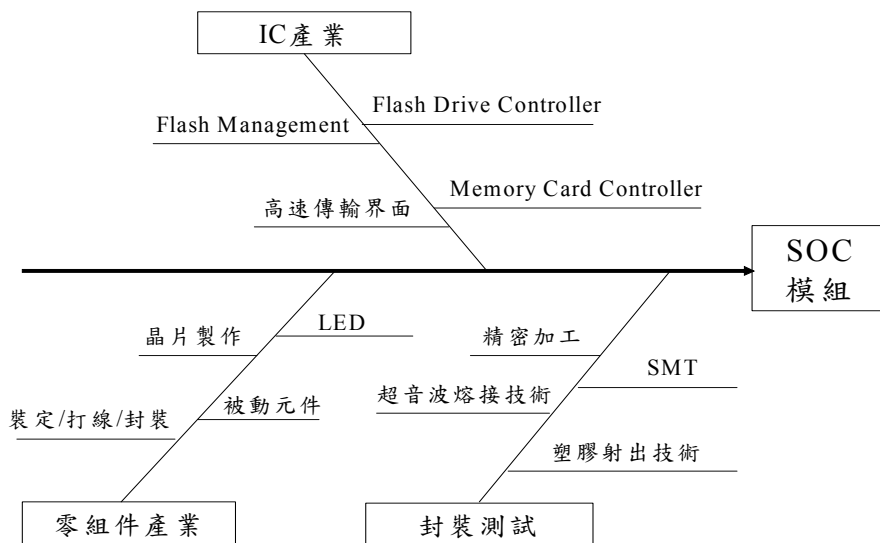 IC產業
Flash Drive Controller
Flash Management
Memory Card Controller
高速傳輸界面
SOC
模組
LED
晶片製作
精密加工
SMT
超音波熔接技術
被動元件
裝定/打線/封裝
塑膠射出技術
零組件產業
封裝測試